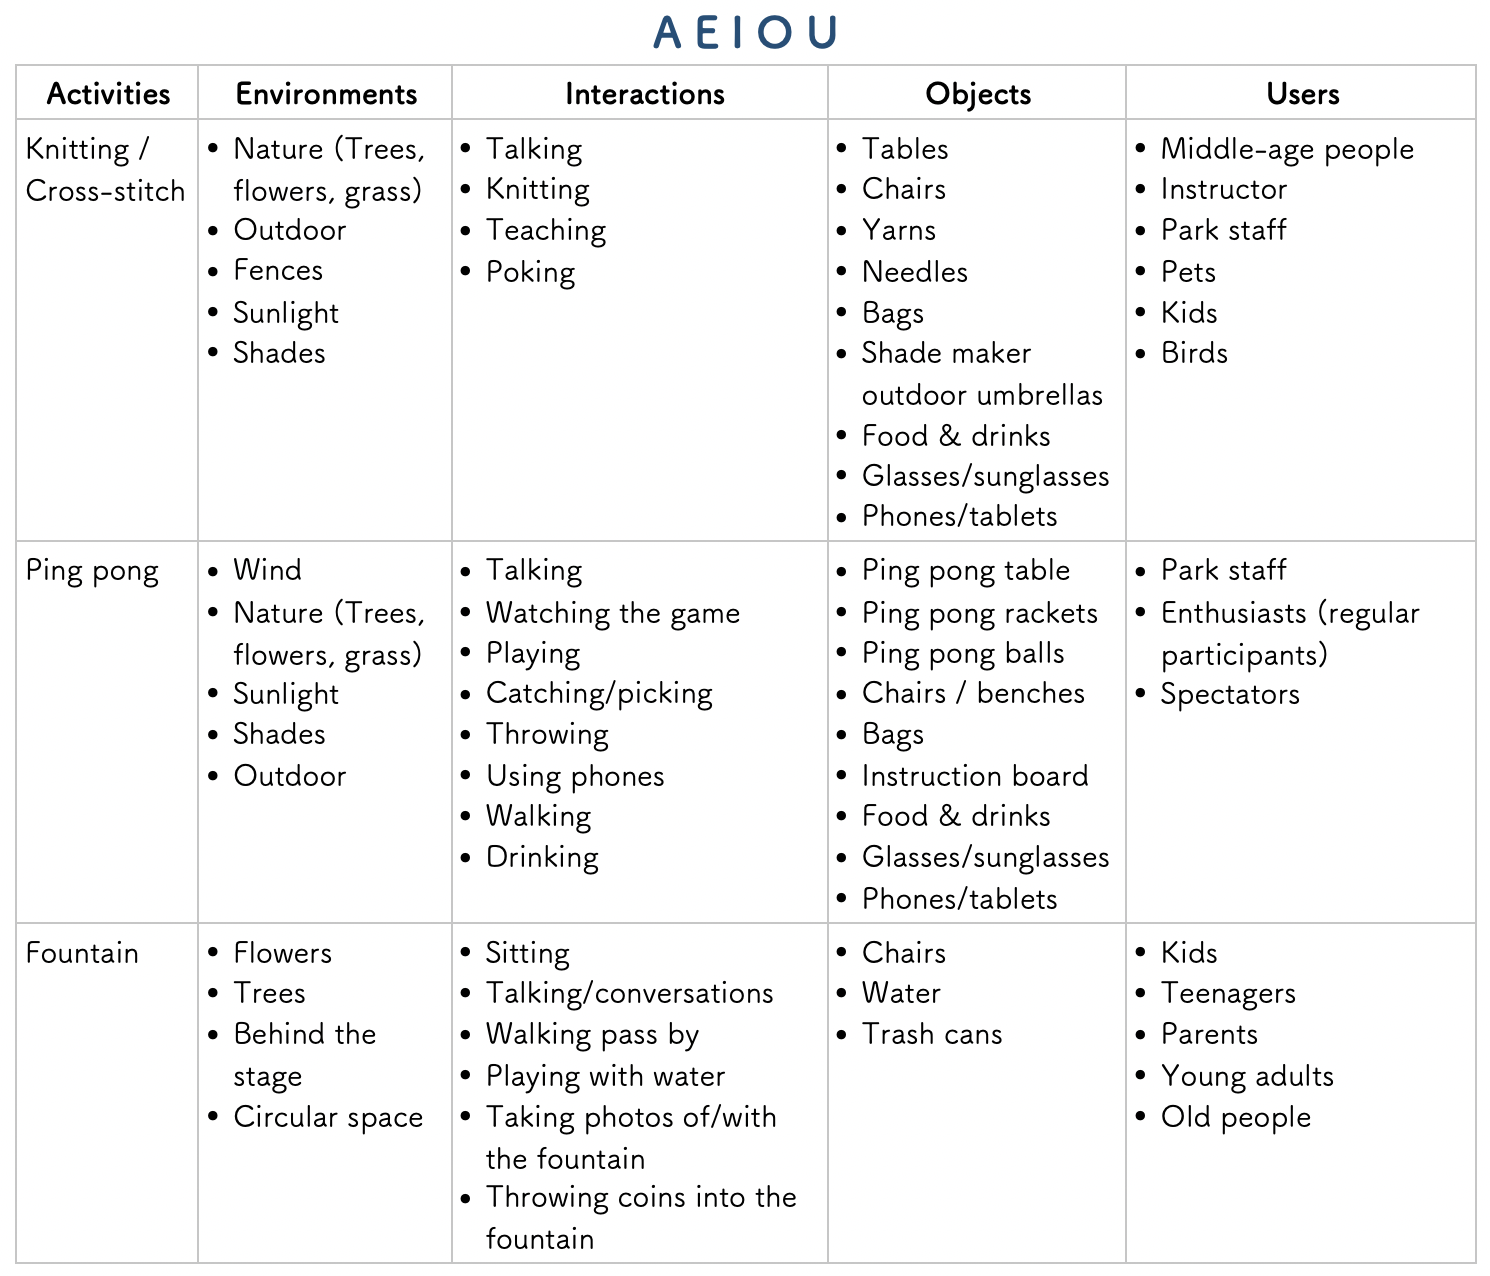 A E I O U
Activities
Environments
Interactions
Objects
Users
Knitting /
Cross-stitch
• Nature (Trees,
flowers, grass)
• Outdoor
• Fences
• Sunlight
• Shades
• Talking
• Knitting
• Teaching
• Poking
• Tables
• Chairs
• Yarns
• Needles
• Bags
• Shade maker
outdoor umbrellas
• Food & drinks
• Glasses/sunglasses
• Phones/tablets
• Middle-age people
• Instructor
• Park staff
• Pets
• Kids
• Birds
Ping pong
• Wind
• Nature (Trees,
flowers, grass)
• Sunlight
• Shades
• Outdoor
• Talking
• Watching the game
• Playing
• Catching/picking
• Throwing
• Using phones
• Walking
• Drinking
• Ping pong table
• Ping pong rackets
• Ping pong balls
• Chairs / benches
• Bags
• Instruction board
• Food & drinks
• Glasses/sunglasses
• Phones/tablets
• Park staff
• Enthusiasts (regular
participants)
• Spectators
Fountain
• Flowers
• Trees
• Behind the
stage
• Circular space
• Sitting
• Talking/conversations
• Walking pass by
• Playing with water
• Taking photos of/with
the fountain
• Throwing coins into the
fountain
• Chairs
• Water
• Trash cans
• Kids
• Teenagers
• Parents
• Young adults
• Old people